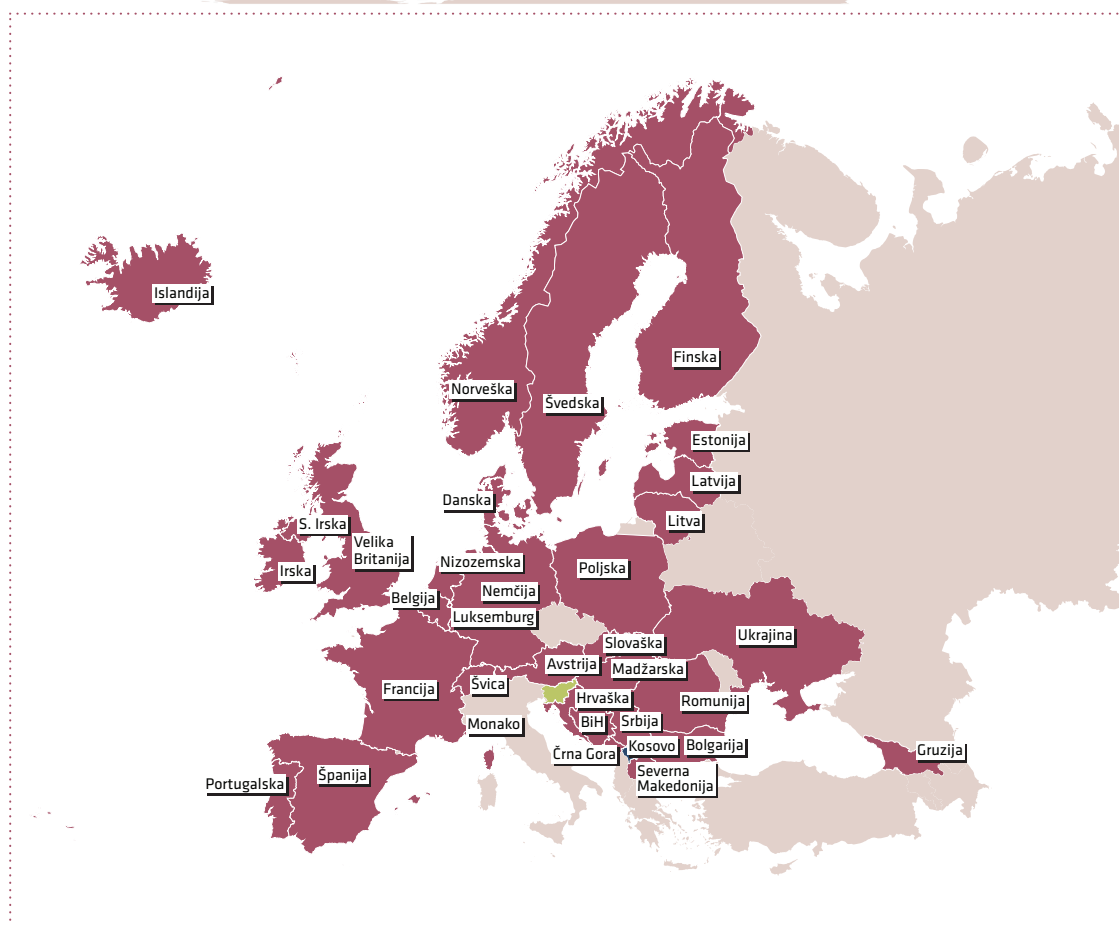 Islandija
Finska
Norveška
Švedska
Estonija
Latvija
Danska
Litva
S. Irska
Velika
Britanija
Nizozemska
Poljska
Irska
Nemčija
Belgija
Luksemburg
Ukrajina
Slovaška
Avstrija
Madžarska
Švica
Francija
Hrvaška
Romunija
BiH
Srbija
Monako
Kosovo
Bolgarija
Črna Gora
Gruzija
Španija
Severna
Makedonija
Portugalska